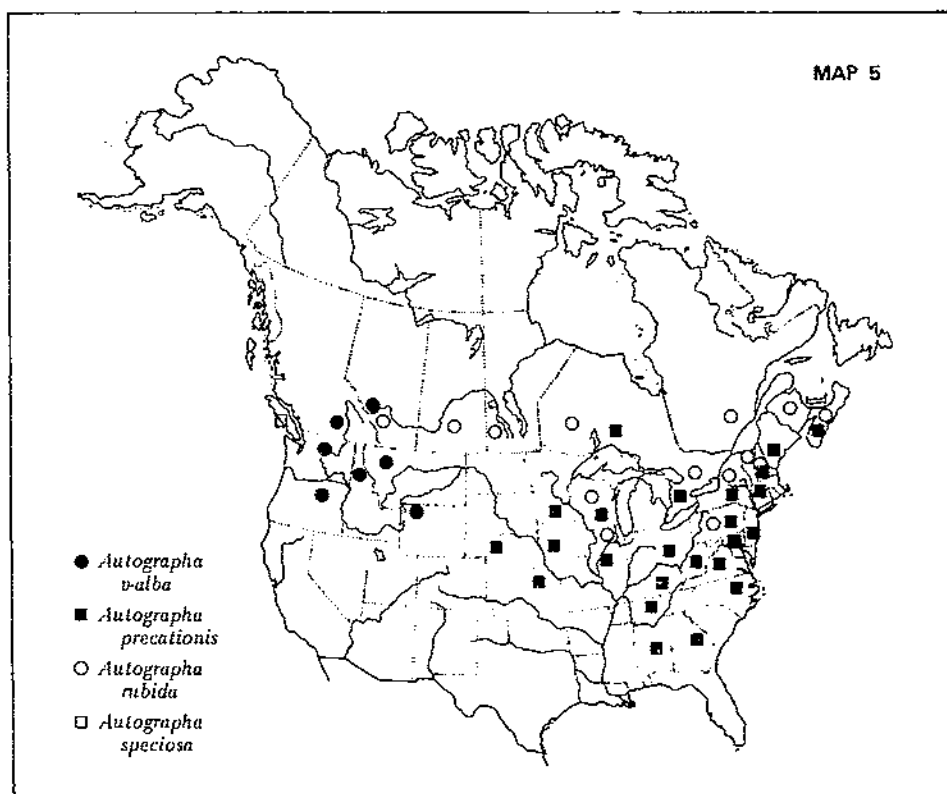 MAP 5
Autographa
v-alba
Autographa
precationis
Autographa
rubida
Autographa
speciosa